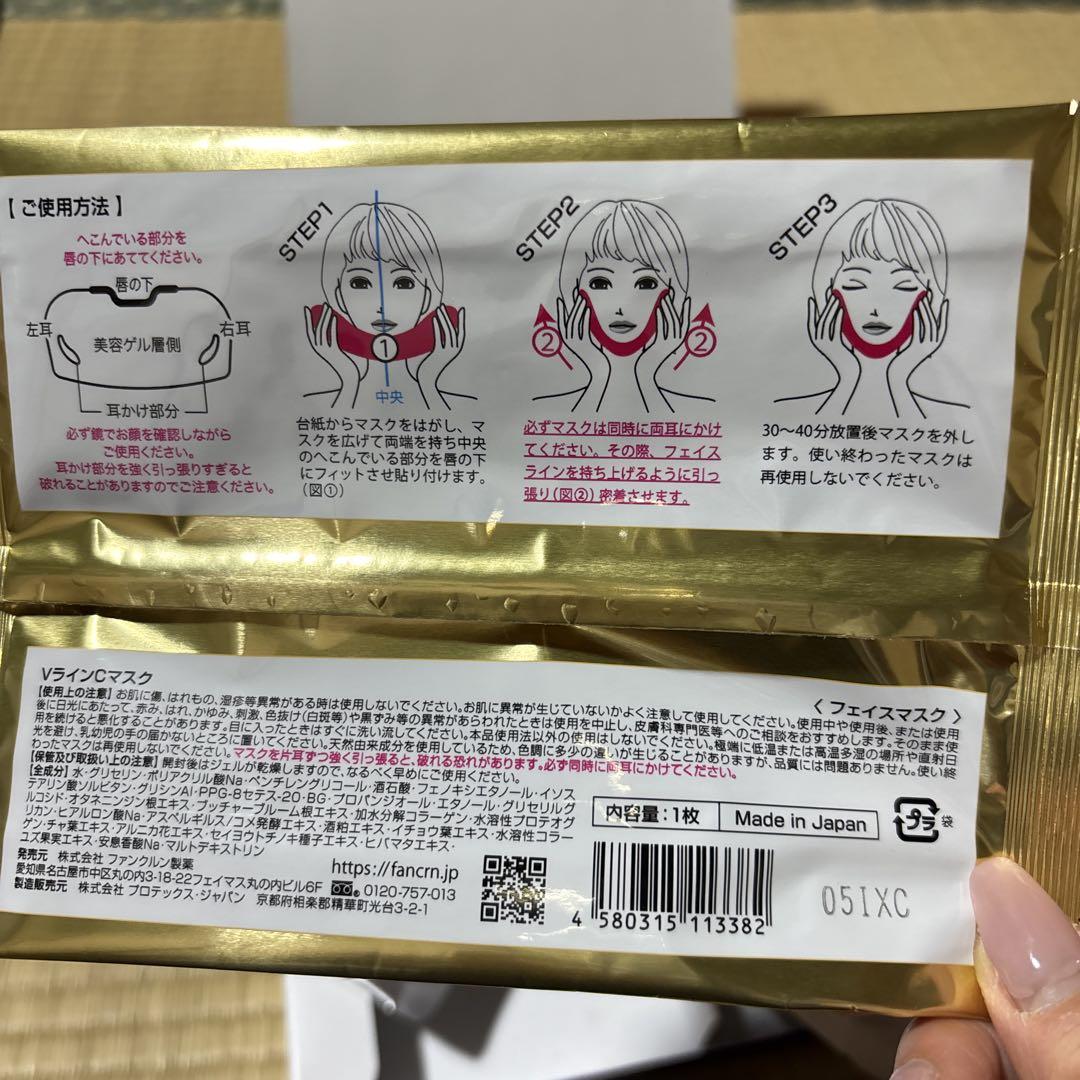 【ご使用方法】
へこんでいる部分を
唇の下にあててください。
唇の下
左耳
右耳
美容ゲル層側
耳かけ部分
必ず鏡でお顔を確認しながら
ご使用ください。
耳かけ部分を強く引っ張りすぎると
破れることがありますのでご注意ください。
STEP1
①
中央
台紙からマスクをはがし、マ
スクを広げて両端を持ち中央
のへこんでいる部分を唇の下
にフィットさせ貼り付けます。
(図①)
STEP2
②
②
必ずマスクは同時に両耳にかけ
てください。その際、フェイス
ラインを持ち上げるように引っ
張り(図②)密着させます。
STEP3
30〜40分放置後マスクを外し
ます。使い終わったマスクは
再使用しないでください。
VラインCマスク
〈フェイスマスク〉
【使用上の注意】お肌に傷、はれもの、湿疹等異常がある時は使用しないでください。お肌に異常が生じていないかよく注意して使用してください。使用中や使用後、または使用
後に日光にあたって、赤み、はれ、かゆみ、刺激、色抜け(白斑等)や黒ずみ等の異常があらわれたときは使用を中止し、皮膚科専門医等へのご相談をおすすめします。そのまま使
用を続けると悪化することがあります。目に入ったときはすぐに洗い流してください。本品使用法以外の使用はしないでください。極端に低温または高温多湿の場所や直射日
光を避け、乳幼児の手の届かないところに置いてください。天然由来成分を使用しているため、色調に多少の違いが生じることがありますが、品質には問題ありません。使い終
わったマスクは再使用しないでください。マスクを片耳ずつ強く引っ張ると、破れる恐れがあります。必ず同時に両耳にかけてください。
【保管及び取扱い上の注意】開封後はジェルが乾燥しますので、なるべく早めにご使用ください。
【全成分】水・グリセリン・ポリアクリル酸Na・ペンチレングリコール・酒石酸・フェノキシエタノール・イソス
テアリン酸ソルビタン・グリシンAl・PPG-8セテス-20・BG・プロパンジオール・エタノール・グリセリルグ
ルコシド・オタネニンジン根エキス・ブッチャーブルーム根エキス・加水分解コラーゲン・水溶性プロテオグ
リカン・ヒアルロン酸Na・アスペルギルス/コメ発酵エキス・酒粕エキス・イチョウ葉エキス・水溶性コラー
ゲン・チャ葉エキス・アルニカ花エキス・セイヨウトチノキ種子エキス・ヒバマタエキス・
ユズ果実エキス・安息香酸Na・マルトデキストリン
内容量:1枚
Made in Japan
プラ
袋
発売元 株式会社 ファンクルン製薬
https://fancrn.jp
愛知県名古屋市中区丸の内3-18-22フェイマス丸の内ビル6F
0120-757-013
製造販売元 株式会社 プロテックス・ジャパン 京都府相楽郡精華町光台3-2-1
4 580315 113382
05IXC